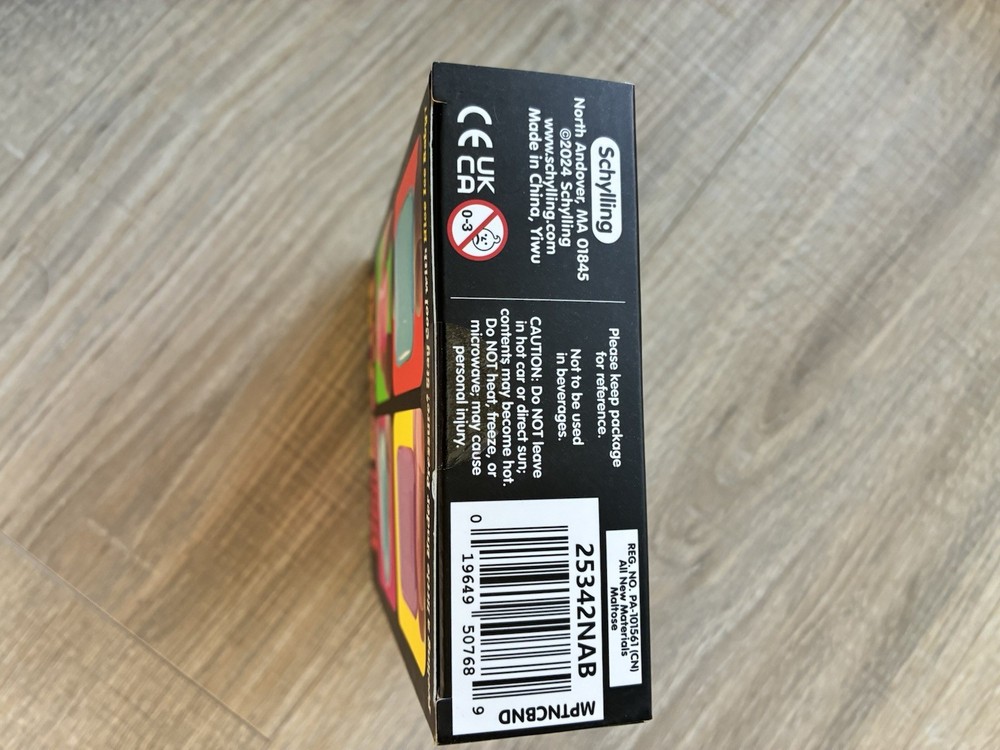 Schylling
North Andover, MA 01845
©2024 Schylling
www.schylling.com
Made in China, Yiwu
CE UK
CA
0-3
Please keep package
for reference.
Not to be used
in beverages.
CAUTION: Do NOT leave
in hot car or direct sun;
contents may become hot.
Do NOT heat, freeze, or
microwave; may cause
personal injury.
REG. NO. PA-101561 (CN)
All New Materials
Maltose
25342NAB
0 19649 50768 9
MPTNCBND